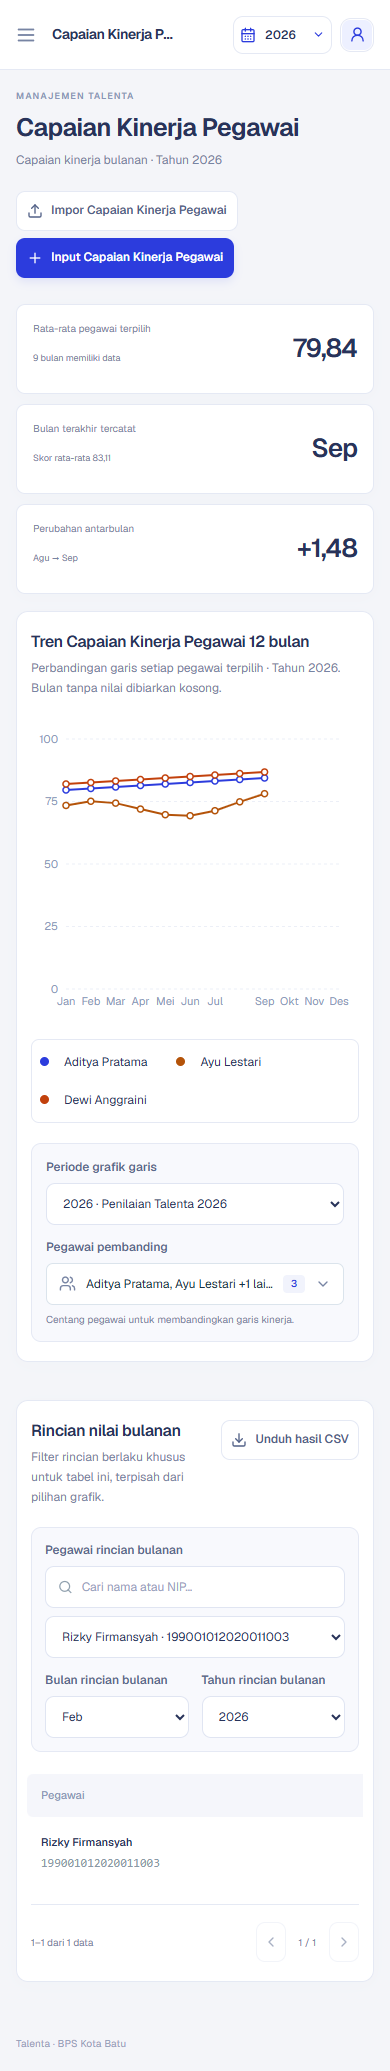 Capaian Kinerja P...
2026
MANAJEMEN TALENTA
Capaian Kinerja Pegawai
Capaian kinerja bulanan · Tahun 2026
Impor Capaian Kinerja Pegawai
Input Capaian Kinerja Pegawai
Rata-rata pegawai terpilih
79,84
9 bulan memiliki data
Bulan terakhir tercatat
Sep
Skor rata-rata 83,11
Perubahan antarbulan
+1,48
Agu → Sep
Tren Capaian Kinerja Pegawai 12 bulan
Perbandingan garis setiap pegawai terpilih · Tahun 2026.
Bulan tanpa nilai dibiarkan kosong.
100
75
50
25
0
Jan Feb Mar Apr Mei Jun Jul Sep Okt Nov Des
Aditya Pratama
Ayu Lestari
Dewi Anggraini
Periode grafik garis
2026 · Penilaian Talenta 2026
Pegawai pembanding
Aditya Pratama, Ayu Lestari +1 lai... 3
Centang pegawai untuk membandingkan garis kinerja.
Rincian nilai bulanan
Unduh hasil CSV
Filter rincian berlaku khusus
untuk tabel ini, terpisah dari
pilihan grafik.
Pegawai rincian bulanan
Cari nama atau NIP...
Rizky Firmansyah · 199001012020011003
Bulan rincian bulanan Tahun rincian bulanan
Feb 2026
Pegawai
Rizky Firmansyah
199001012020011003
1–1 dari 1 data
1 / 1
Talenta · BPS Kota Batu